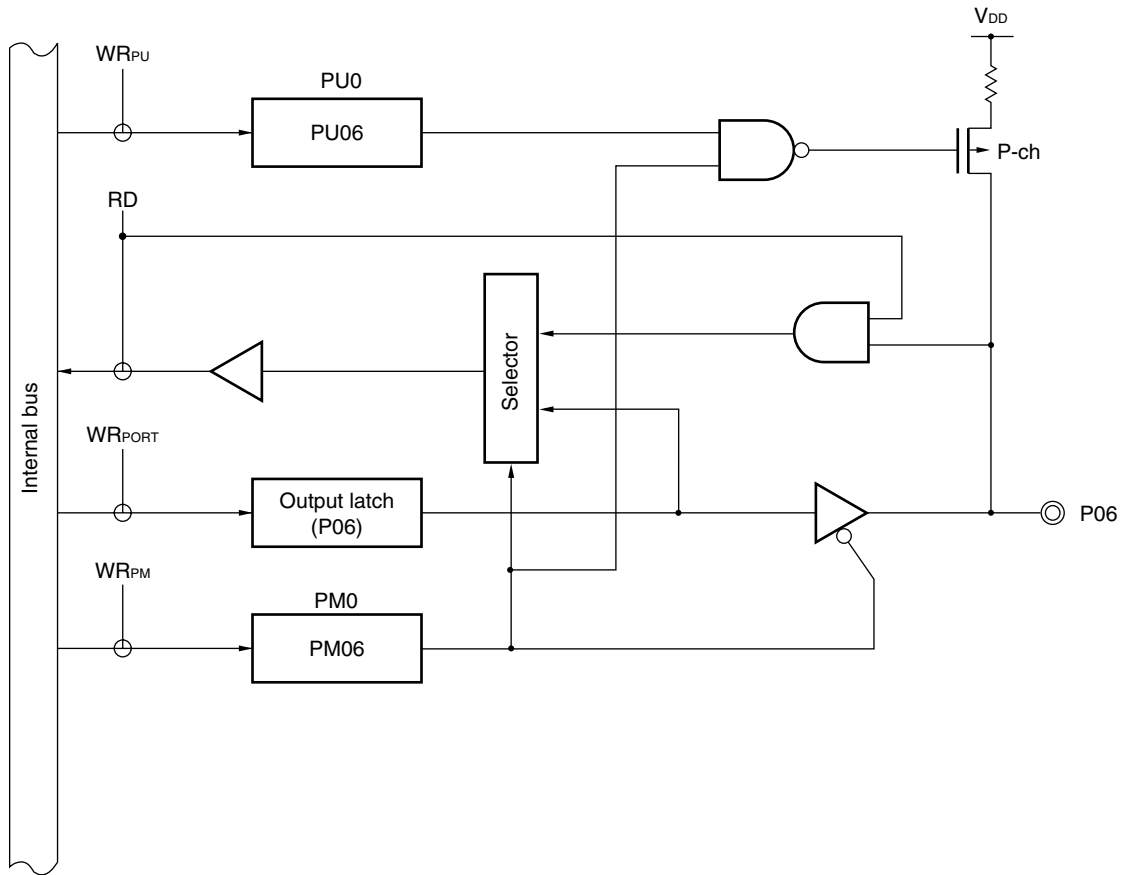 VDD
WRPU
PU0
PU06
P-ch
RD
Selector
Internal bus
WRPORT
Output latch
(P06)
P06
WRPM
PM0
PM06